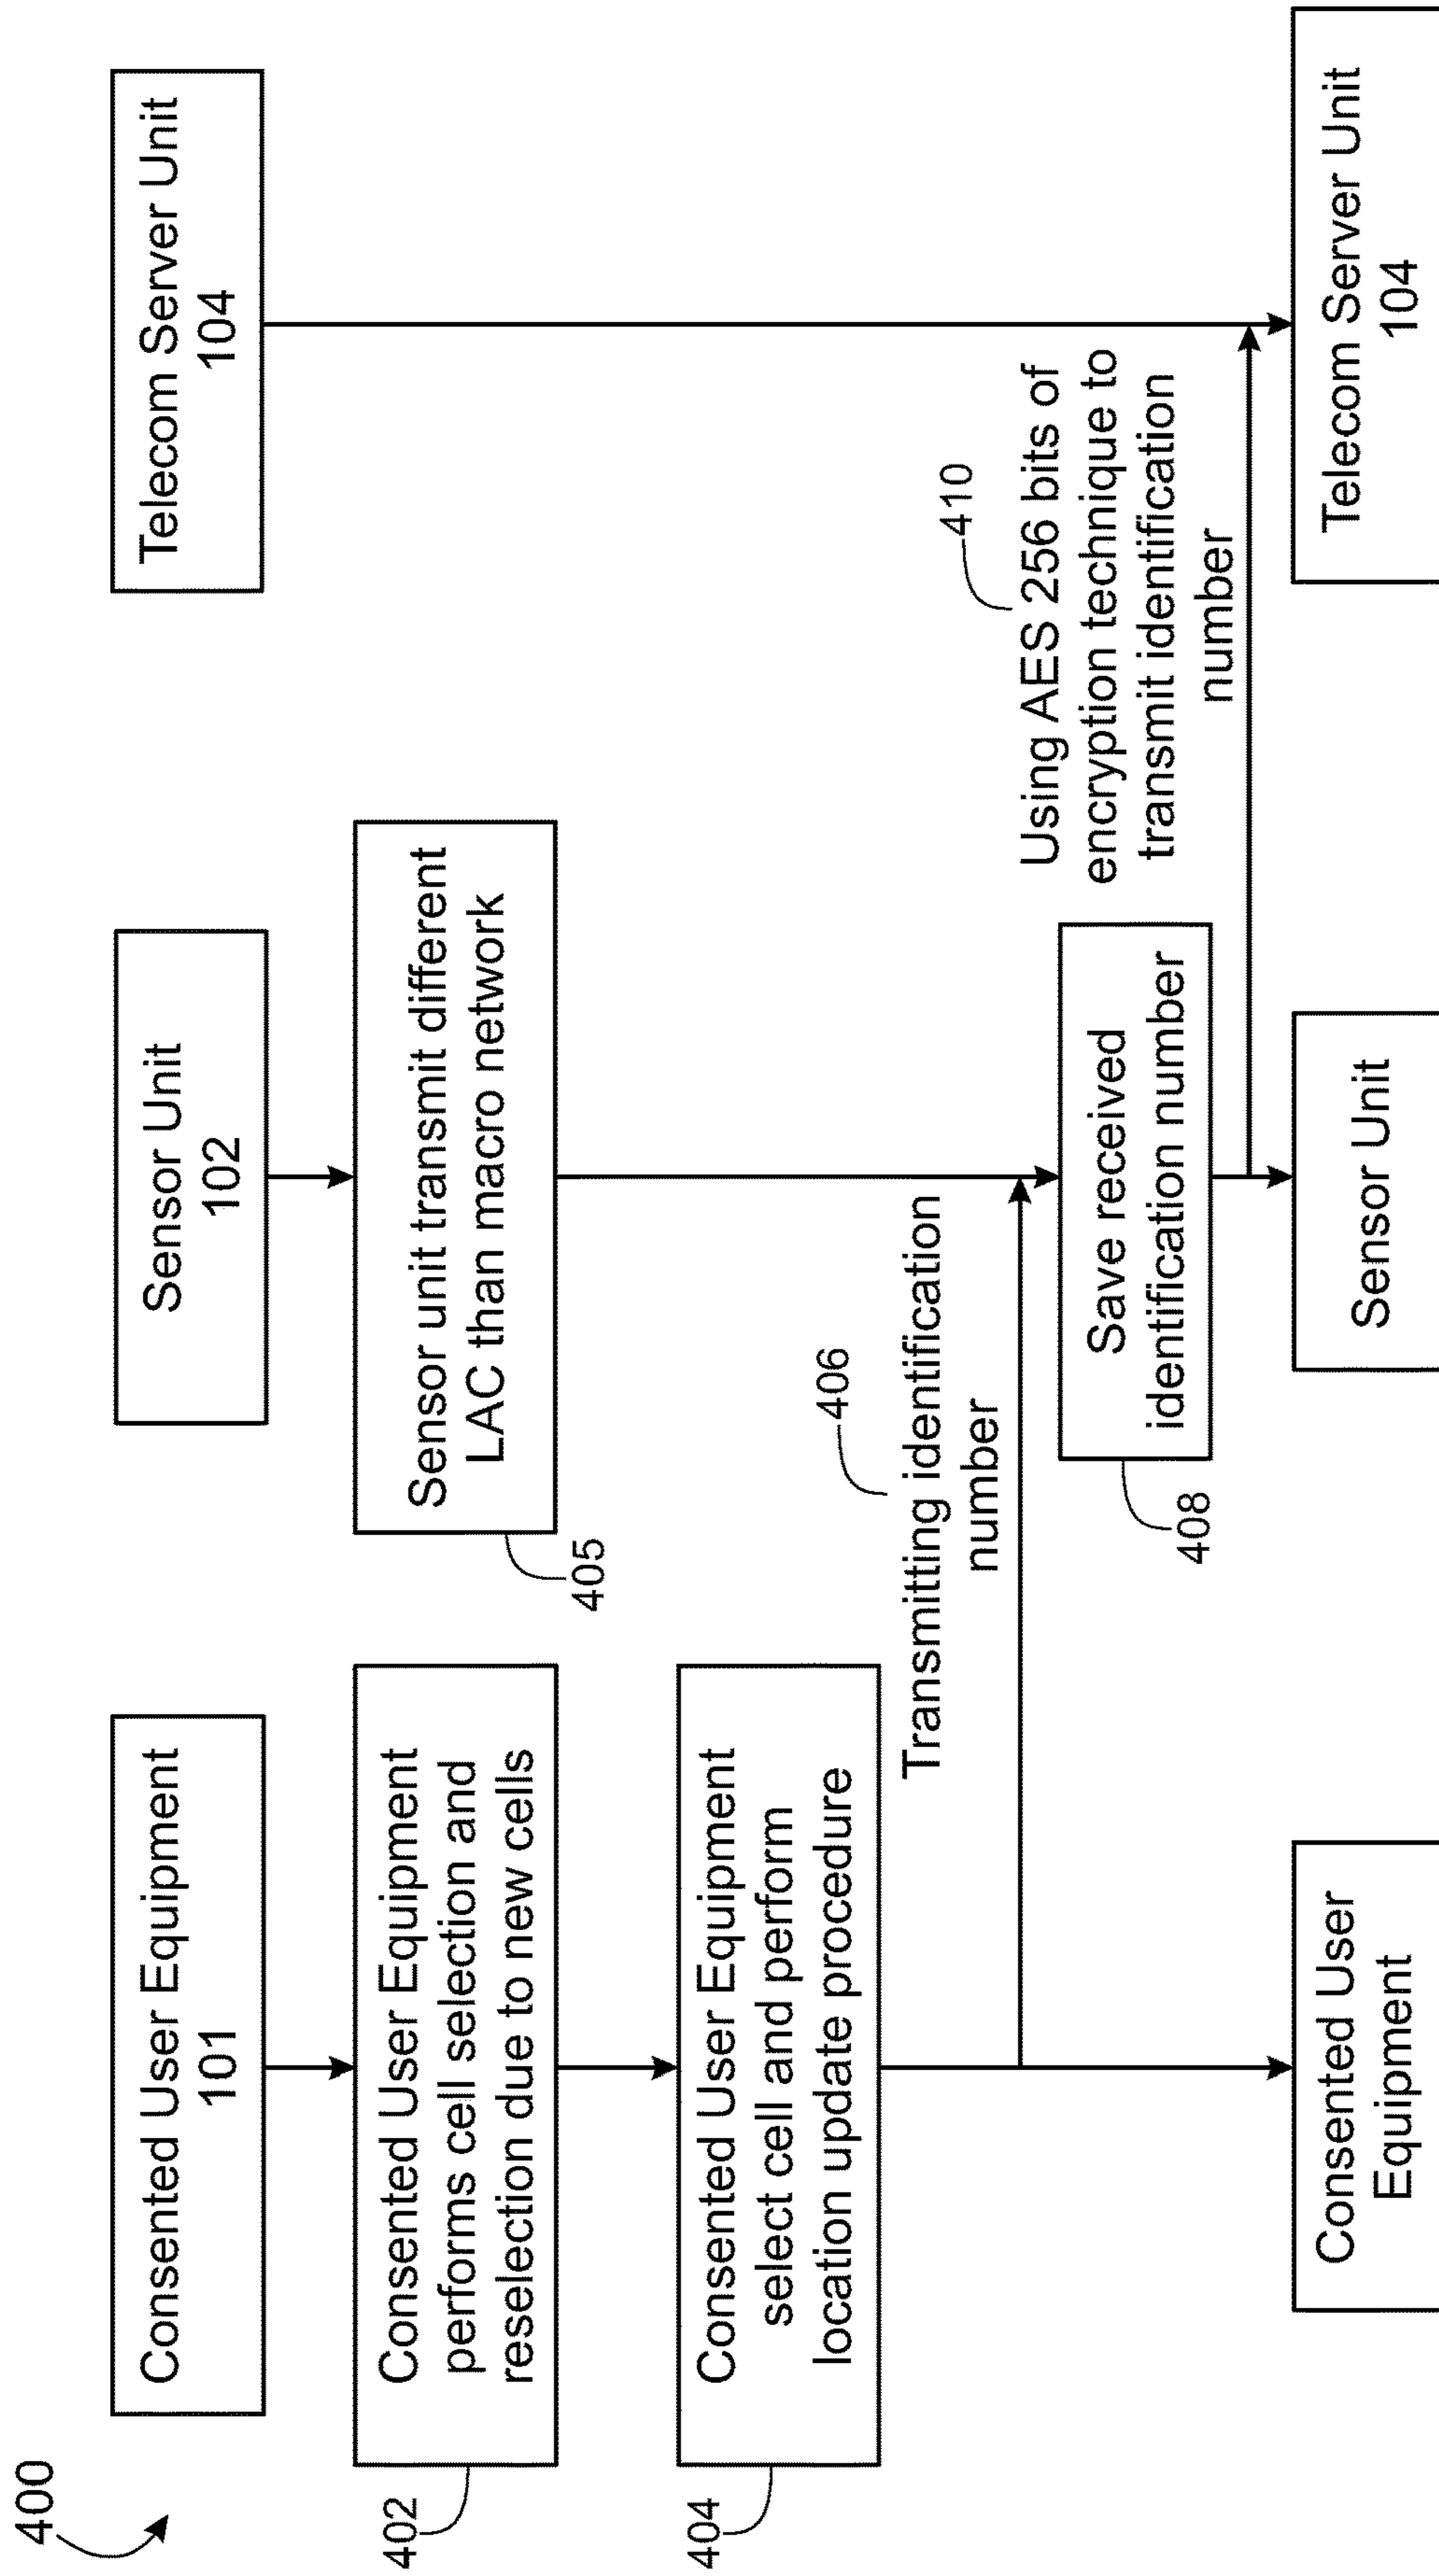 400
Consented User Equipment
101
Sensor Unit
102
Telecom Server Unit
104
402
Consented User Equipment
performs cell selection and
reselection due to new cells
405
Sensor unit transmit different
LAC than macro network
404
Consented User Equipment
select cell and perform
location update procedure
406
Transmitting identification
number
408
Save received
identification number
410
Using AES 256 bits of
encryption technique to
transmit identification
number
Consented User
Equipment
Sensor Unit
Telecom Server Unit
104